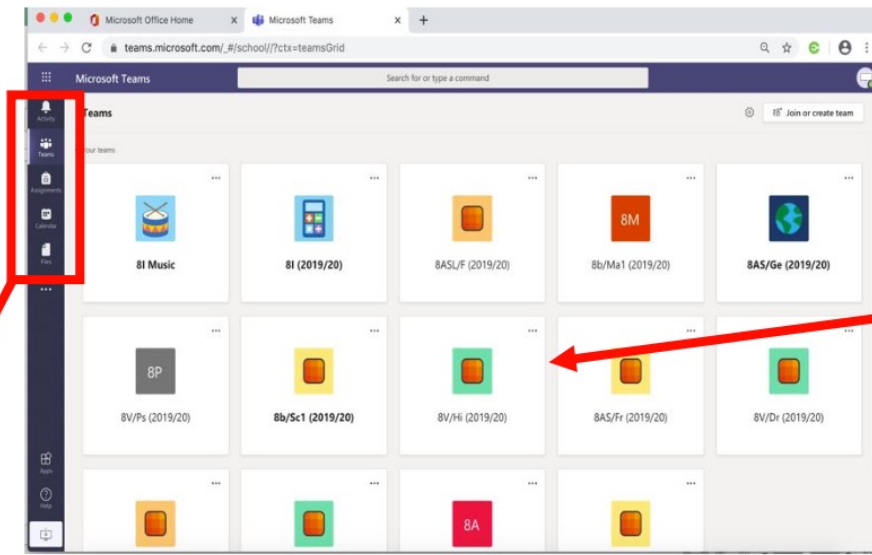 Microsoft Office Home
Microsoft Teams
teams.microsoft.com/_#/school//?ctx=teamsGrid
Microsoft Teams
Search for or type a command
Activity
Teams
Assignments
Calendar
Files
Apps
Help
Teams
Join or create team
Your teams
8I Music
8I (2019/20)
8ASL/F (2019/20)
8M
8b/Ma1 (2019/20)
8AS/Ge (2019/20)
8P
8V/Ps (2019/20)
8b/Sc1 (2019/20)
8V/Hi (2019/20)
8AS/Fr (2019/20)
8V/Dr (2019/20)
8A